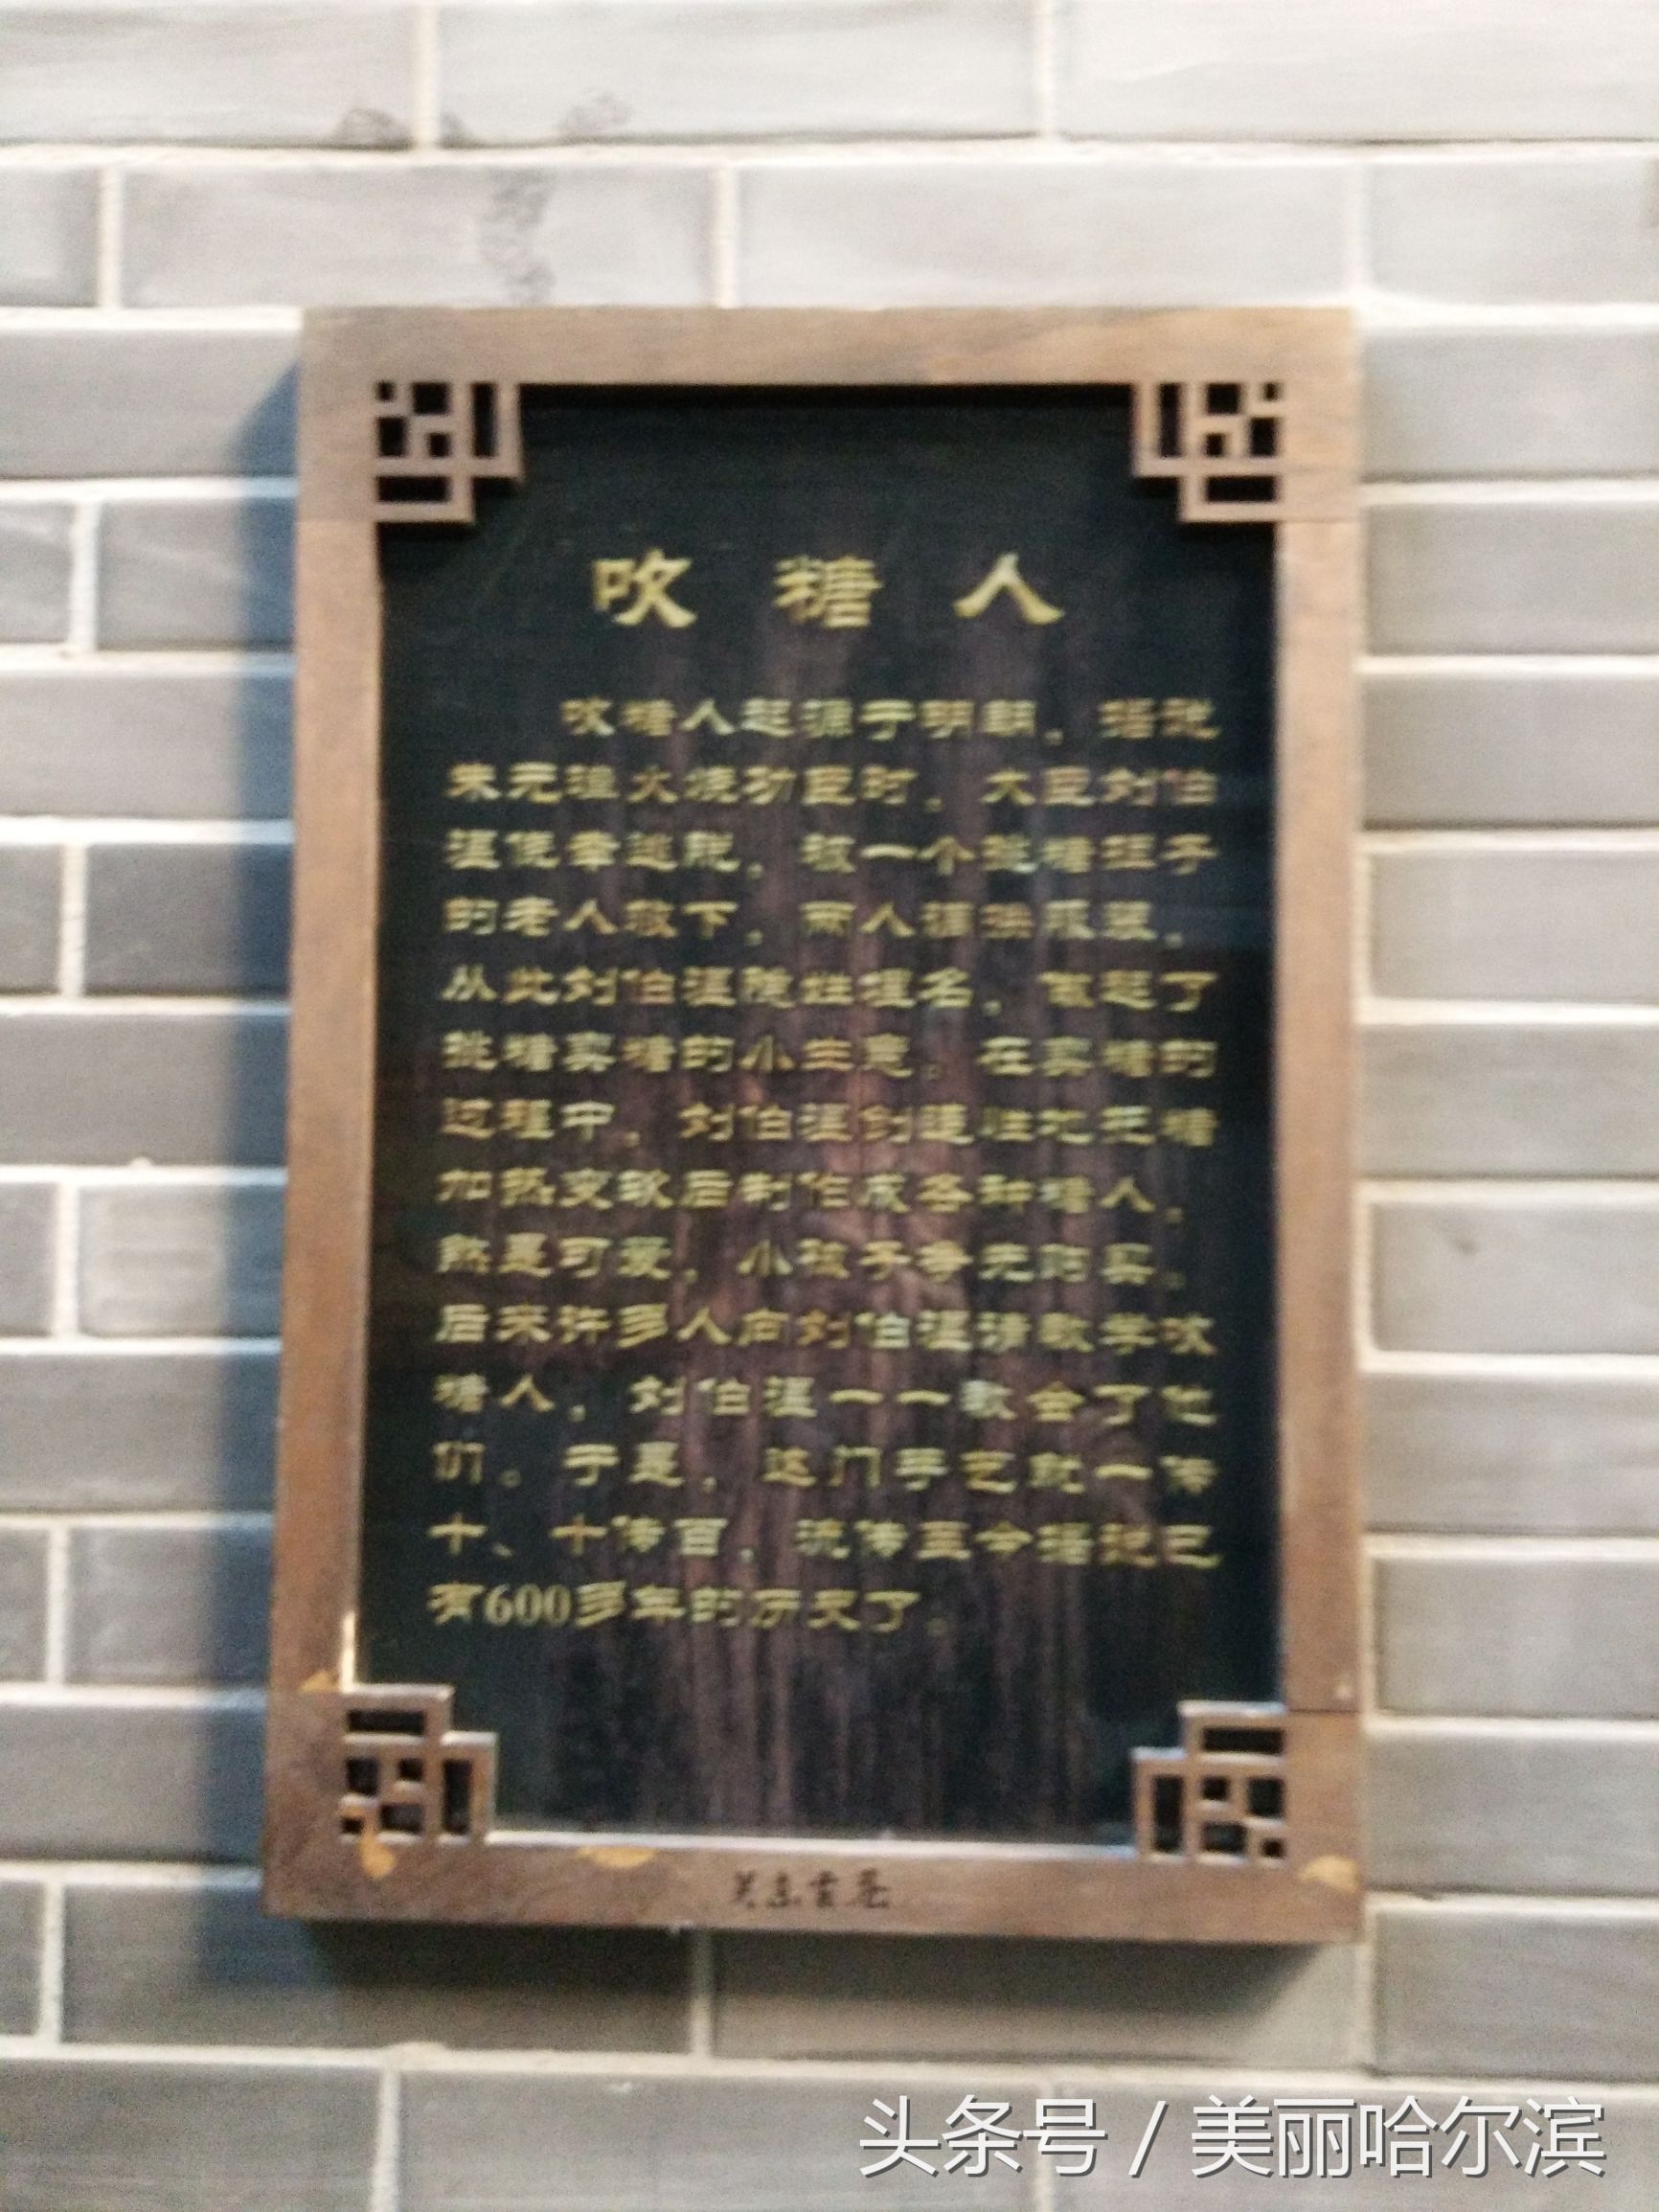 吹糖人
吹糖人起源于明朝，据说
朱元璋火烧功臣时，大臣刘伯
温侥幸逃脱，被一个挑糖担子
的老人救下，两人调换服装，
从此刘伯温隐姓埋名，做起了
挑糖卖糖的小生意。在卖糖的
过程中，刘伯温创造性地把糖
加热变软后制作成各种糖人，
煞是可爱，小孩子争先购买。
后来许多人向刘伯温请教学吹
糖人，刘伯温一一教会了他
们。于是，这门手艺就一传
十、十传百，流传至今据说已
有600多年的历史了。
头条号 / 美丽哈尔滨